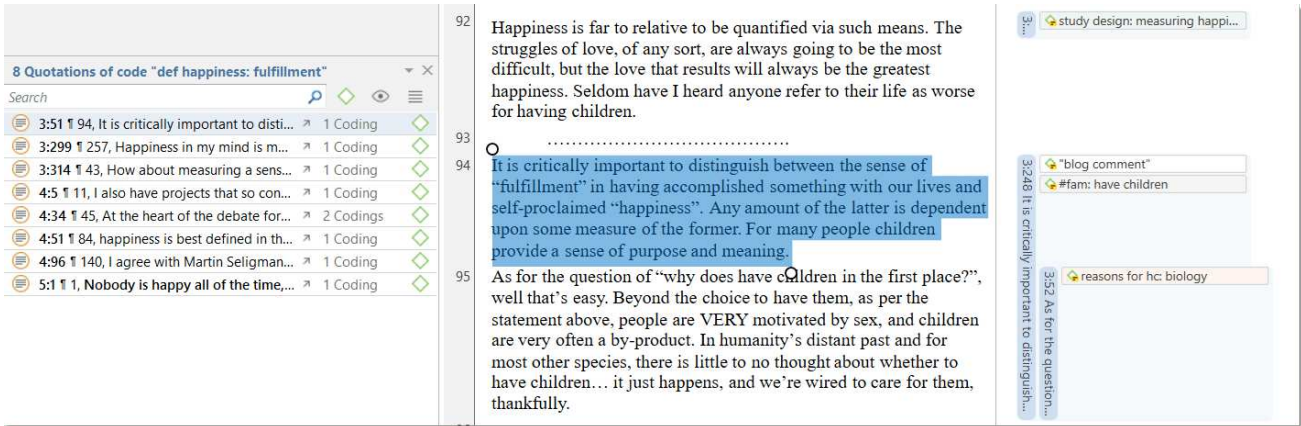 8 Quotations of code "def happiness: fulfillment"
Search
3:51 ¶ 94, It is critically important to disti... 1 Coding
3:299 ¶ 257, Happiness in my mind is m... 1 Coding
3:314 ¶ 43, How about measuring a sens... 1 Coding
4:5 ¶ 11, I also have projects that so con... 1 Coding
4:34 ¶ 45, At the heart of the debate for... 2 Codings
4:51 ¶ 84, happiness is best defined in th... 1 Coding
4:96 ¶ 140, I agree with Martin Seligman... 1 Coding
5:1 ¶ 1, Nobody is happy all of the time,... 1 Coding
92
Happiness is far to relative to be quantified via such means. The
struggles of love, of any sort, are always going to be the most
difficult, but the love that results will always be the greatest
happiness. Seldom have I heard anyone refer to their life as worse
for having children.
93
......................................
94
It is critically important to distinguish between the sense of
“fulfillment” in having accomplished something with our lives and
self-proclaimed “happiness”. Any amount of the latter is dependent
upon some measure of the former. For many people children
provide a sense of purpose and meaning.
95
As for the question of “why does have children in the first place?”,
well that’s easy. Beyond the choice to have them, as per the
statement above, people are VERY motivated by sex, and children
are very often a by-product. In humanity’s distant past and for
most other species, there is little to no thought about whether to
have children… it just happens, and we’re wired to care for them,
thankfully.
3:...
study design: measuring happi...
3:248 It is critically important to distinguish...
"blog comment"
#fam: have children
3:52 As for the question...
reasons for hc: biology